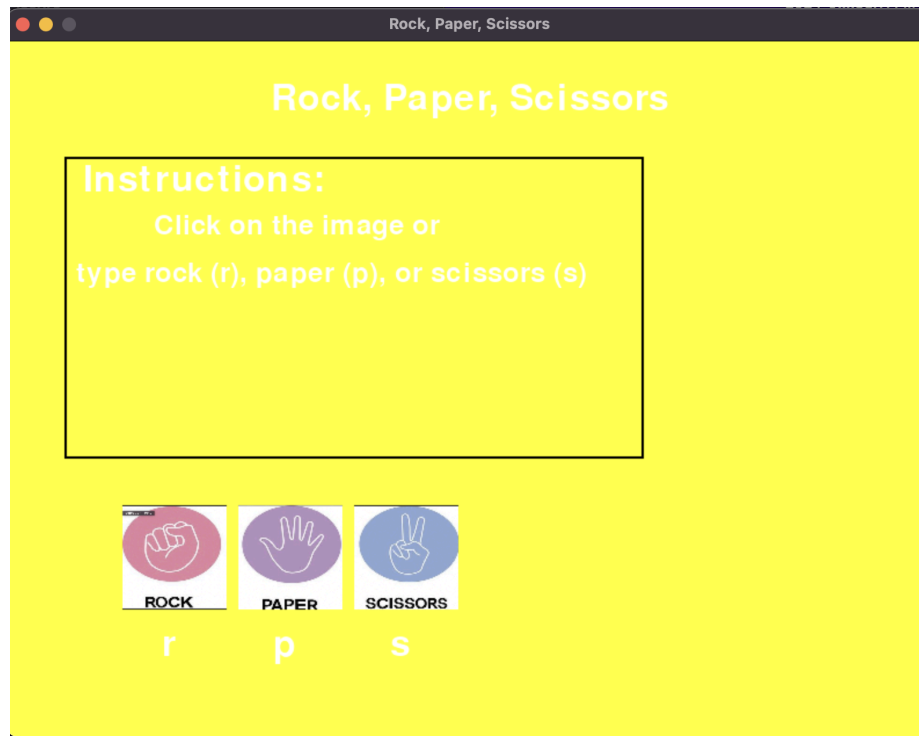 Rock, Paper, Scissors
Rock, Paper, Scissors
Instructions:
Click on the image or
type rock (r), paper (p), or scissors (s)
ROCK PAPER SCISSORS
r p s